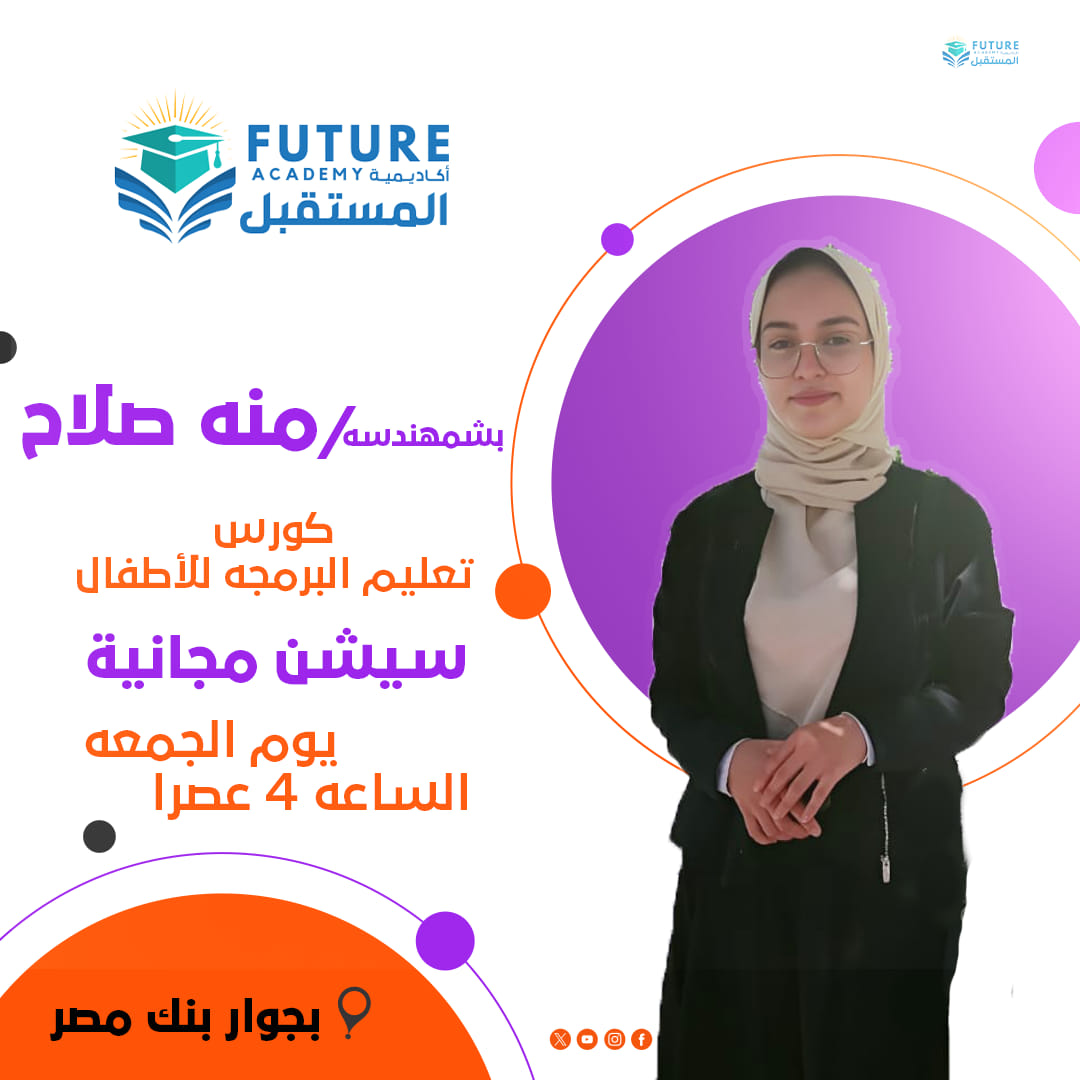 FUTURE
ACADEMY أكاديمية
المستقبل
FUTURE
المستقبل
بشمهندسه/منه صلاح
كورس
تعليم البرمجه للأطفال
سيشن مجانية
يوم الجمعه
الساعه 4 عصرا
بجوار بنك مصر